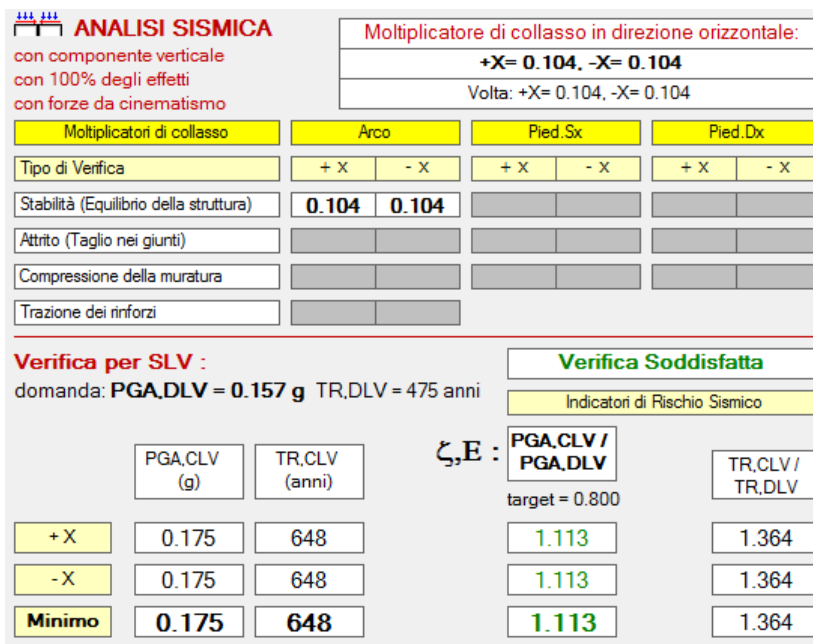 ANALISI SISMICA
con componente verticale
con 100% degli effetti
con forze da cinematismo
Moltiplicatore di collasso in direzione orizzontale:
+X= 0.104, -X= 0.104
Volta: +X= 0.104, -X= 0.104
Moltiplicatori di collasso Arco Pied.Sx Pied.Dx
Tipo di Verifica + X - X + X - X + X - X
Stabilità (Equilibrio della struttura) 0.104 0.104
Attrito (Taglio nei giunti)
Compressione della muratura
Trazione dei rinforzi
Verifica per SLV :
Verifica Soddisfatta
domanda: PGA,DLV = 0.157 g TR,DLV = 475 anni
Indicatori di Rischio Sismico
PGA,CLV
(g)
TR,CLV
(anni)
ζ,E :
PGA,CLV /
PGA,DLV
target = 0.800
TR,CLV /
TR,DLV
+ X 0.175 648 1.113 1.364
- X 0.175 648 1.113 1.364
Minimo 0.175 648 1.113 1.364